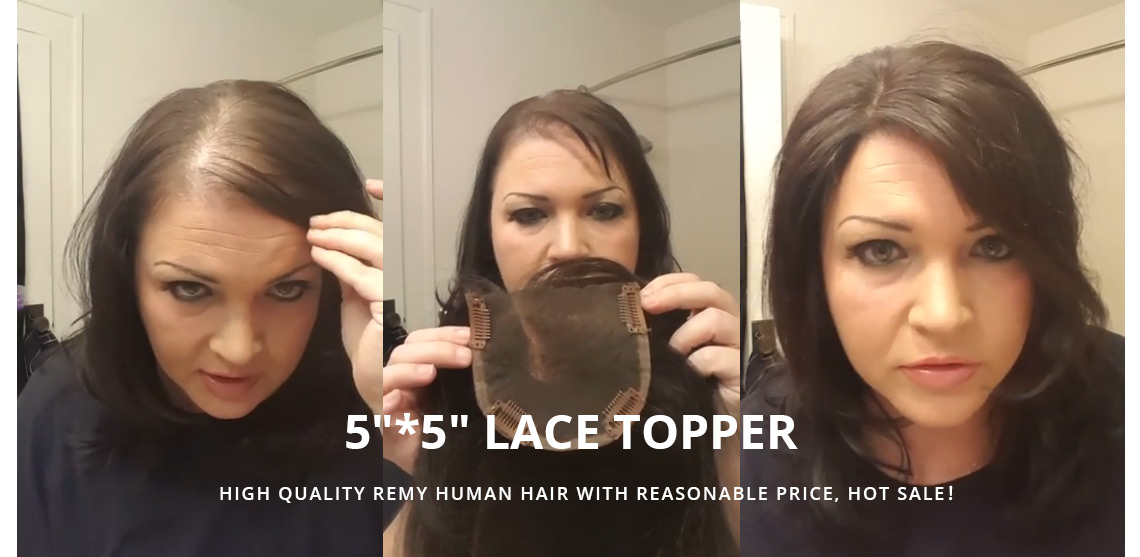 5"*5" LACE TOPPER
HIGH QUALITY REMY HUMAN HAIR WITH REASONABLE PRICE, HOT SALE!